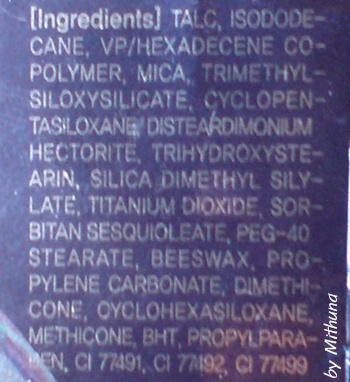 [Ingredients] TALC, ISODODE-
CANE, VP/HEXADECENE CO-
POLYMER, MICA, TRIMETHYL-
SILOXYSILICATE, CYCLOPEN-
TASILOXANE, DISTEARDIMONIUM
HECTORITE, TRIHYDROXYSTE-
ARIN, SILICA DIMETHYL SILY-
LATE, TITANIUM DIOXIDE, SOR-
BITAN SESQUIOLEATE, PEG-40
STEARATE, BEESWAX, PRO-
PYLENE CARBONATE, DIMETHI-
CONE, CYCLOHEXASILOXANE,
METHICONE, BHT, PROPYLPARA-
BEN, CI 77491, CI 77492, CI 77499
by Mithuna